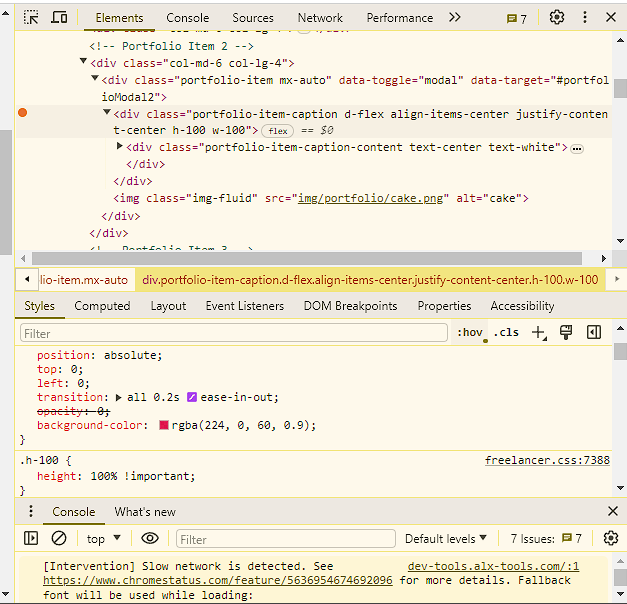 Elements Console Sources Network Performance 7
<!-- Portfolio Item 2 -->
<div class="col-md-6 col-lg-4">
<div class="portfolio-item mx-auto" data-toggle="modal" data-target="#portfol
ioModal2">
<div class="portfolio-item-caption d-flex align-items-center justify-conten
t-center h-100 w-100"> flex == $0
<div class="portfolio-item-caption-content text-center text-white"> …
</div>
</div>
<img class="img-fluid" src="img/portfolio/cake.png" alt="cake">
</div>
</div>
<!-- Portfolio Item 3 -->
lio-item.mx-auto div.portfolio-item-caption.d-flex.align-items-center.justify-content-center.h-100.w-100
Styles Computed Layout Event Listeners DOM Breakpoints Properties Accessibility
Filter :hov .cls
position: absolute;
top: 0;
left: 0;
transition: all 0.2s ease-in-out;
opacity: 0;
background-color: rgba(224, 0, 60, 0.9);
}
.h-100 { freelancer.css:7388
height: 100% !important;
}
Console What's new
top Filter Default levels 7 Issues: 7
[Intervention] Slow network is detected. See dev-tools.alx-tools.com/:1
https://www.chromestatus.com/feature/5636954674692096 for more details. Fallback
font will be used while loading: